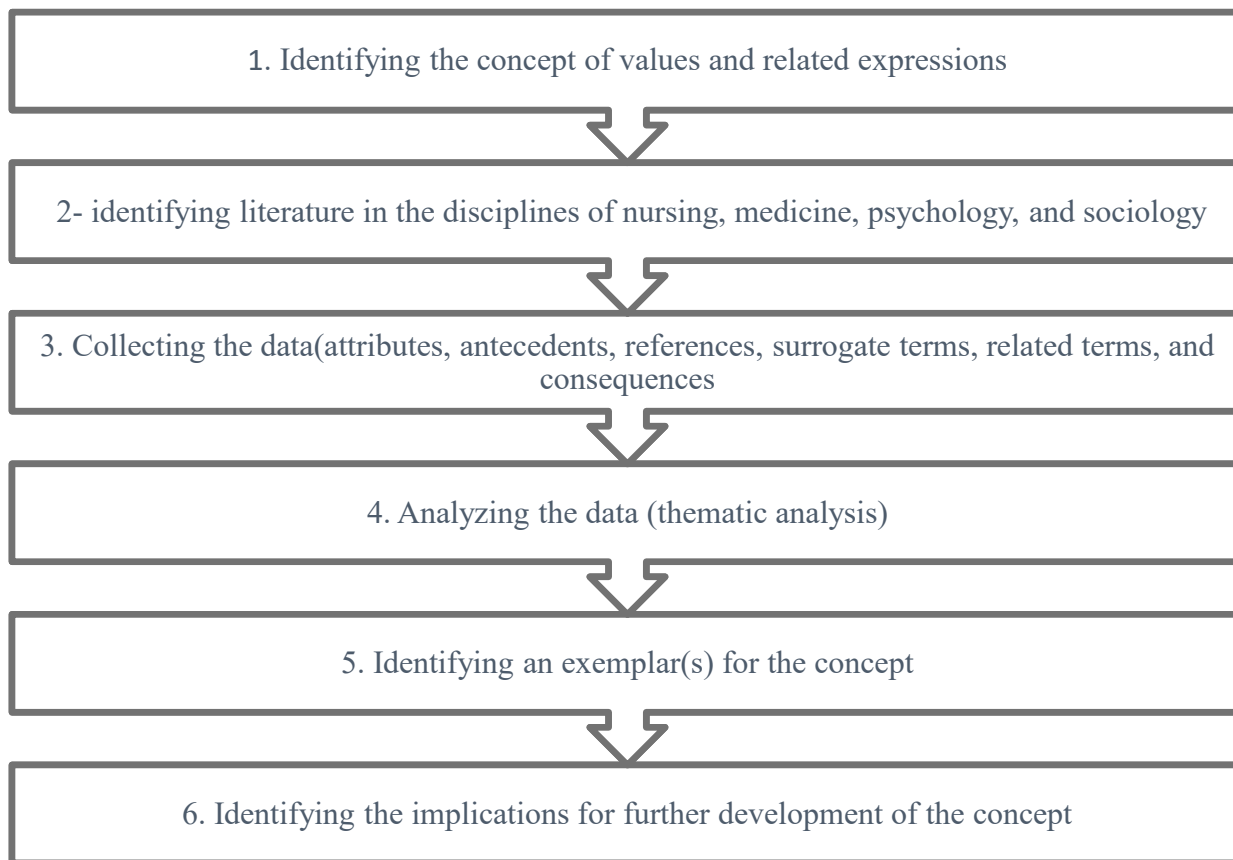 1. Identifying the concept of values and related expressions
2- identifying literature in the disciplines of nursing, medicine, psychology, and sociology
3. Collecting the data(attributes, antecedents, references, surrogate terms, related terms, and
consequences
4. Analyzing the data (thematic analysis)
5. Identifying an exemplar(s) for the concept
6. Identifying the implications for further development of the concept